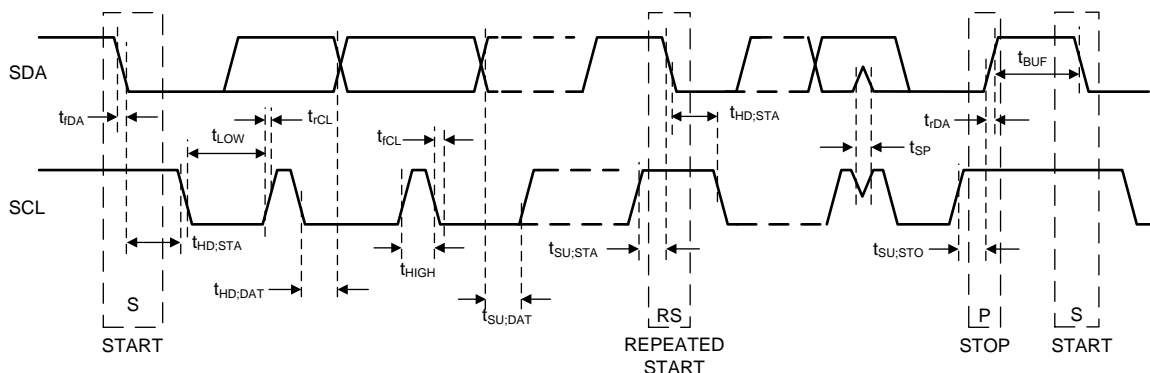 SDA
t_fDA
t_LOW
t_rCL
t_fCL
t_HD;STA
t_SP
t_rDA
t_BUF
SCL
t_HD;STA
t_HD;DAT
t_HIGH
t_SU;DAT
t_SU;STA
t_SU;STO
S
RS
P
S
START
REPEATED
START
STOP
START